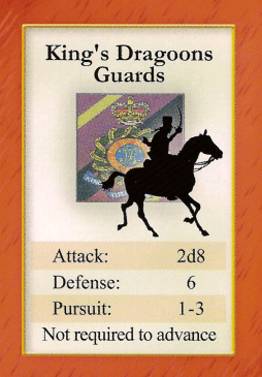 King's Dragoons
Guards
Attack: 2d8
Defense: 6
Pursuit: 1-3
Not required to advance